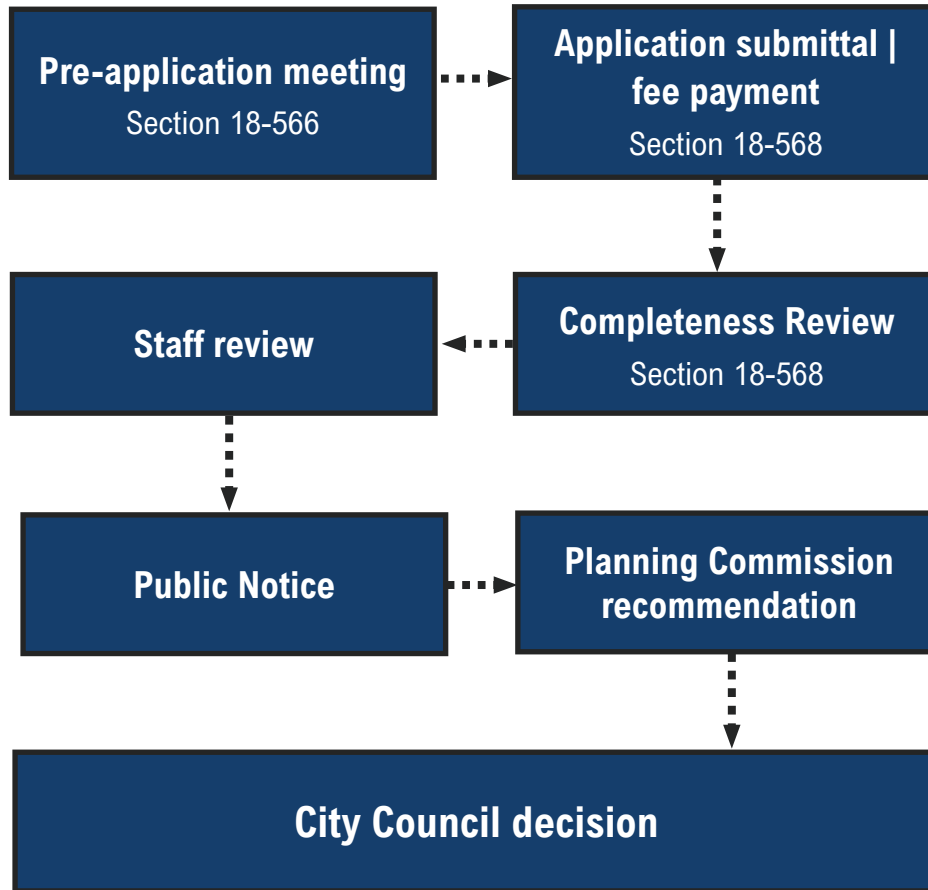 Pre-application meeting
Section 18-566
Application submittal |
fee payment
Section 18-568
Completeness Review
Section 18-568
Staff review
Public Notice
Planning Commission
recommendation
City Council decision